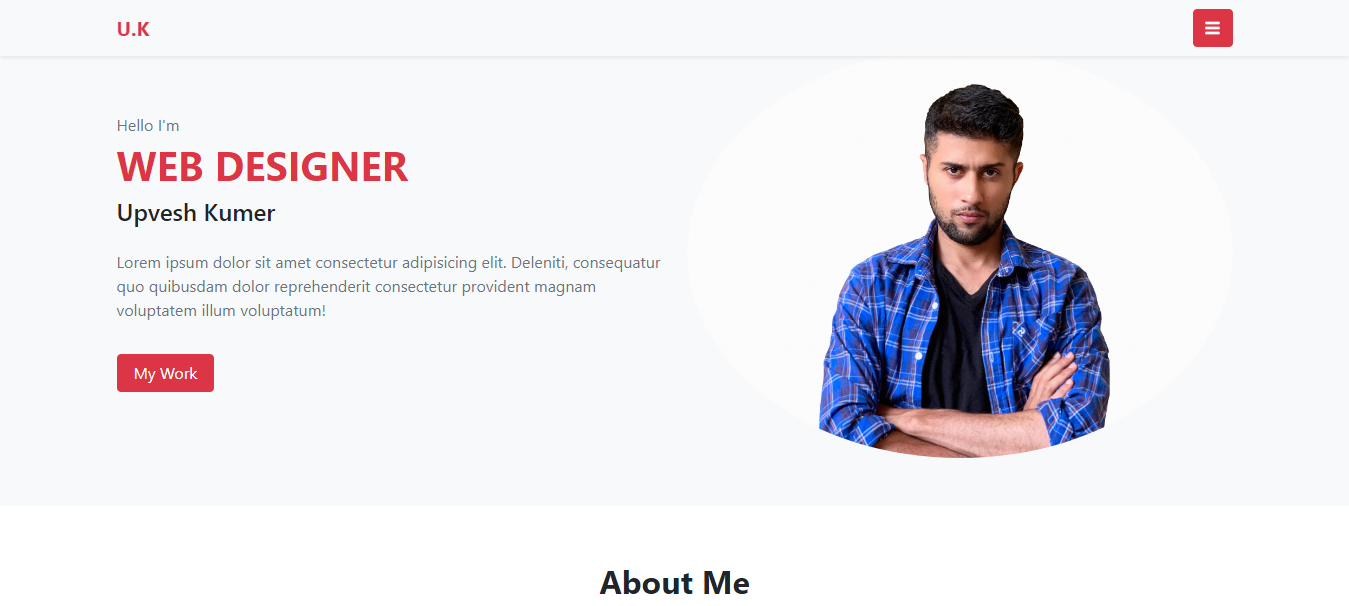 U.K
Hello I'm
WEB DESIGNER
Upvesh Kumer
Lorem ipsum dolor sit amet consectetur adipisicing elit. Deleniti, consequatur
quo quibusdam dolor reprehenderit consectetur provident magnam
voluptatem illum voluptatum!
My Work
About Me